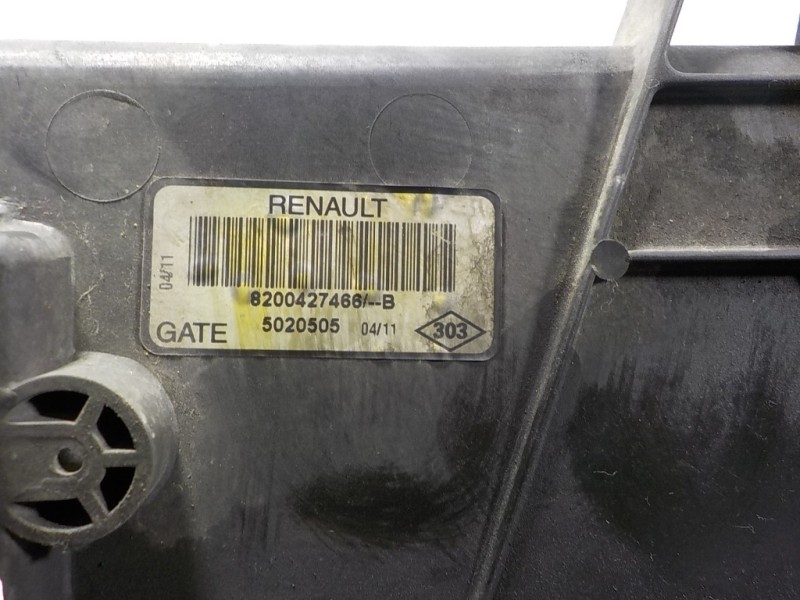 RENAULT
04/11
8200427466/--B
GATE 5020505 04/11 303